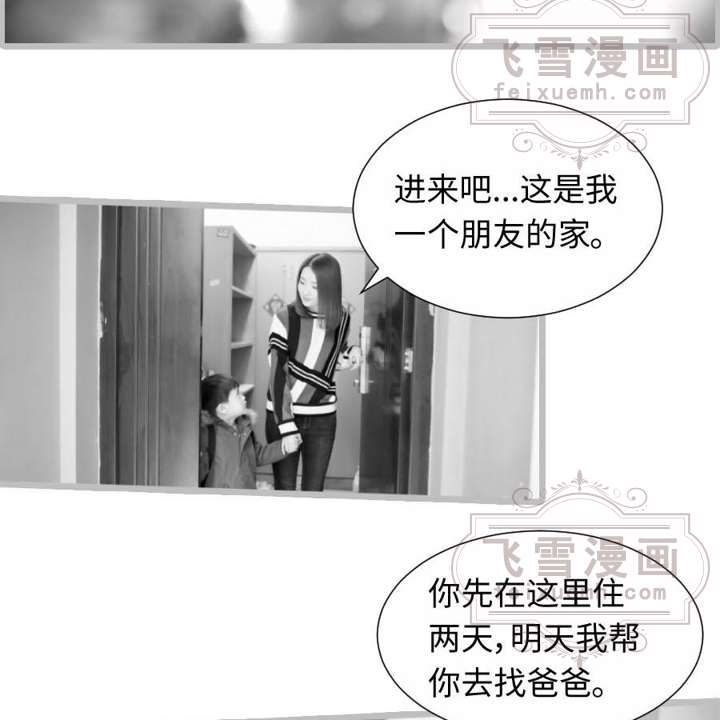 飞雪漫画
feixuemh.com
进来吧...这是我
一个朋友的家。
飞雪漫画
feixuemh.com
你先在这里住
两天，明天我帮
你去找爸爸。